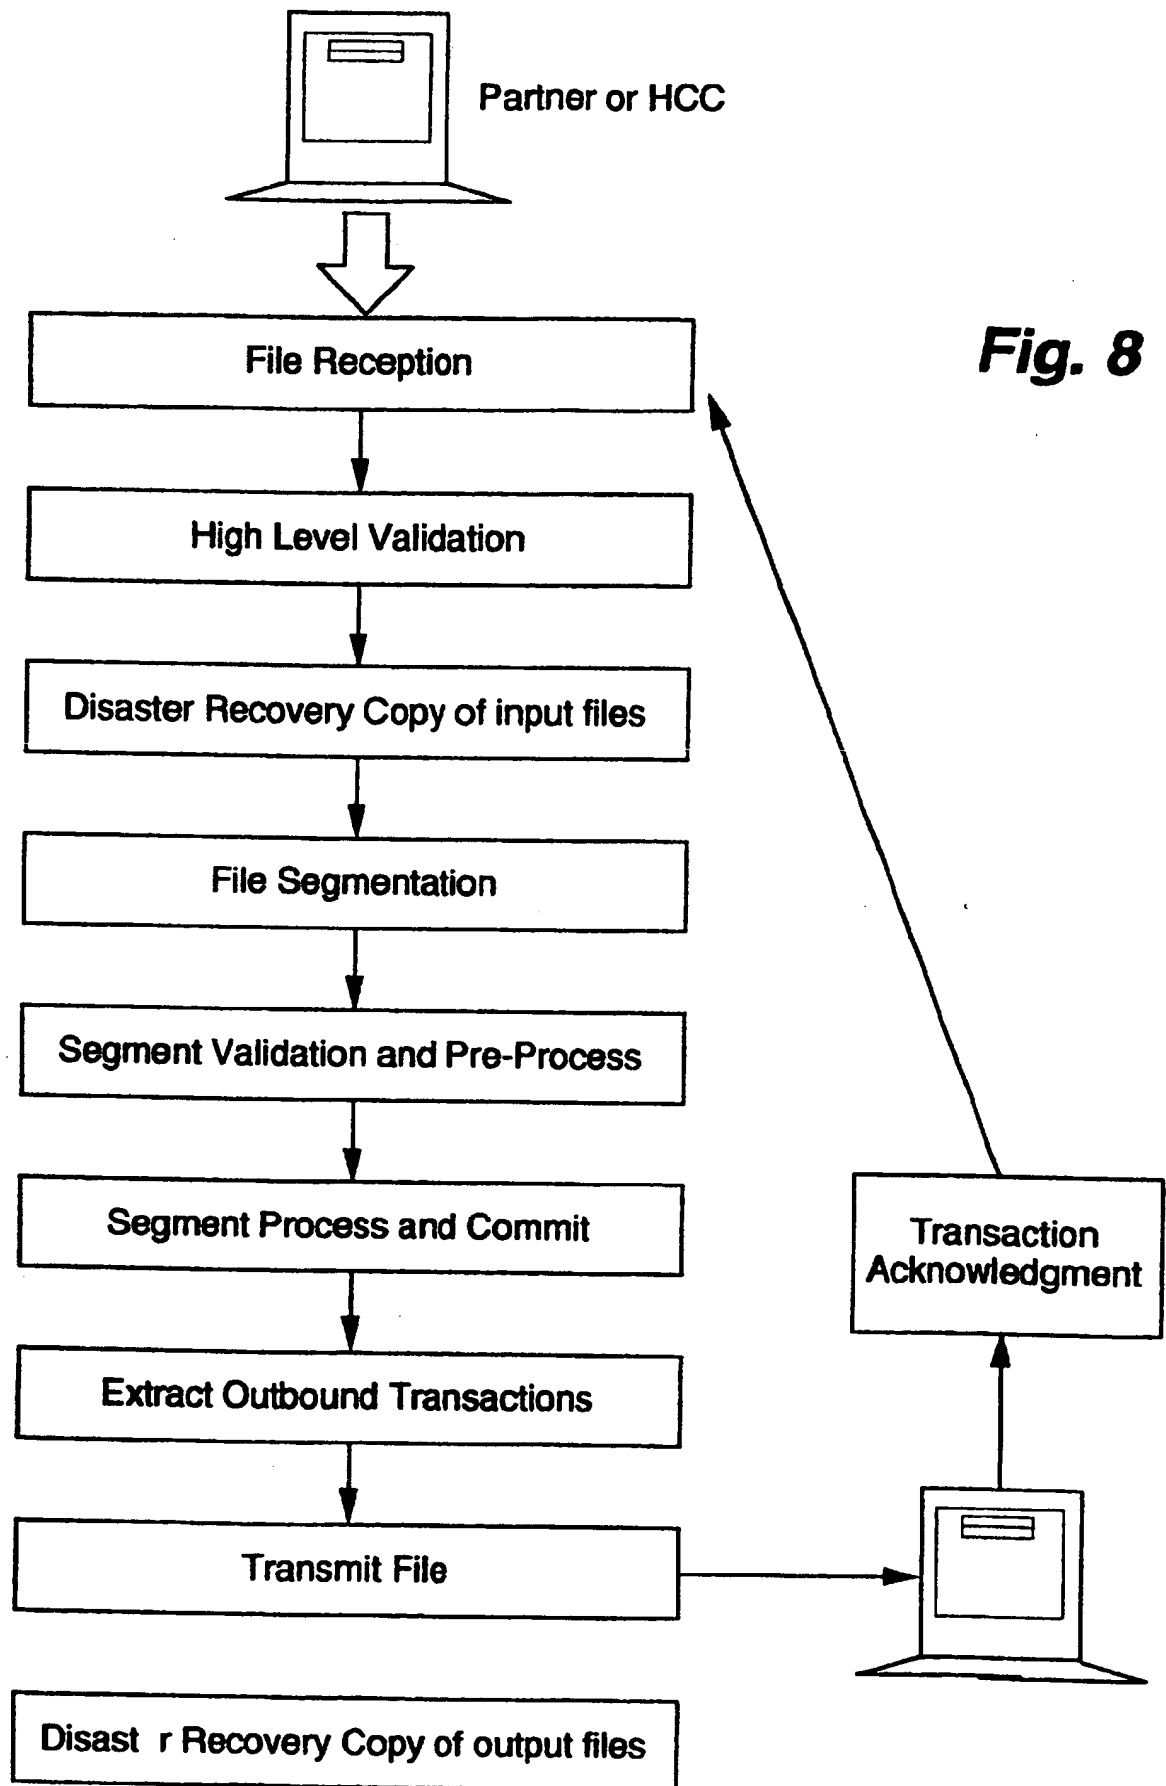 Partner or HCC
Fig. 8
File Reception
High Level Validation
Disaster Recovery Copy of input files
File Segmentation
Segment Validation and Pre-Process
Segment Process and Commit
Transaction
Acknowledgment
Extract Outbound Transactions
Transmit File
Disast r Recovery Copy of output files